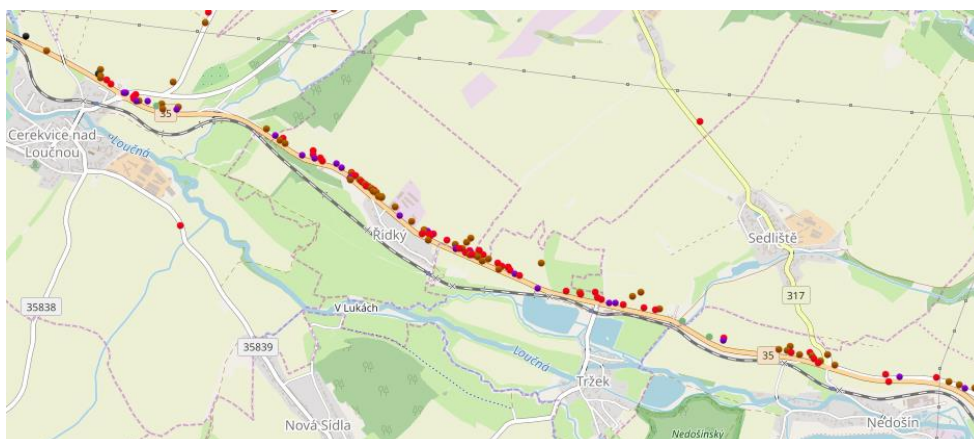 35
Cerekvice nad
Loučnou
Loučná
Řídký
Sedliště
35838
V Lukách
317
35839
Loučná
35
Tržek
Nová Sídla
Nedošín
Nedošínský